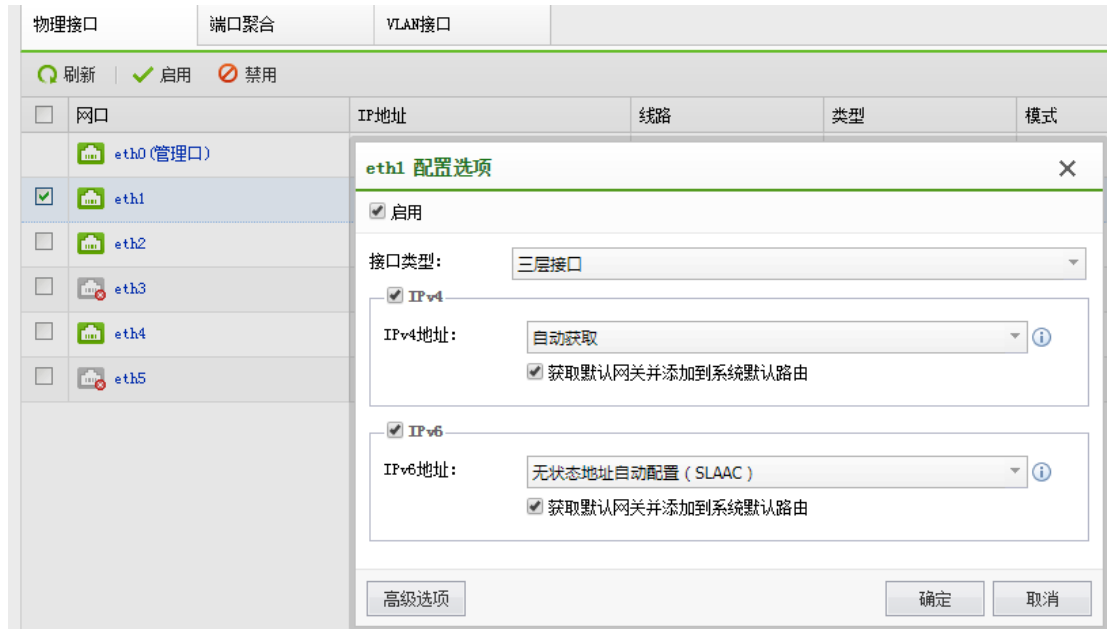 物理接口 端口聚合 VLAN接口
刷新 启用 禁用
网口 IP地址 线路 类型 模式
eth0(管理口)
eth1
eth2
eth3
eth4
eth5
eth1 配置选项
启用
接口类型: 三层接口
IPv4
IPv4地址: 自动获取
获取默认网关并添加到系统默认路由
IPv6
IPv6地址: 无状态地址自动配置(SLAAC)
获取默认网关并添加到系统默认路由
高级选项 确定 取消